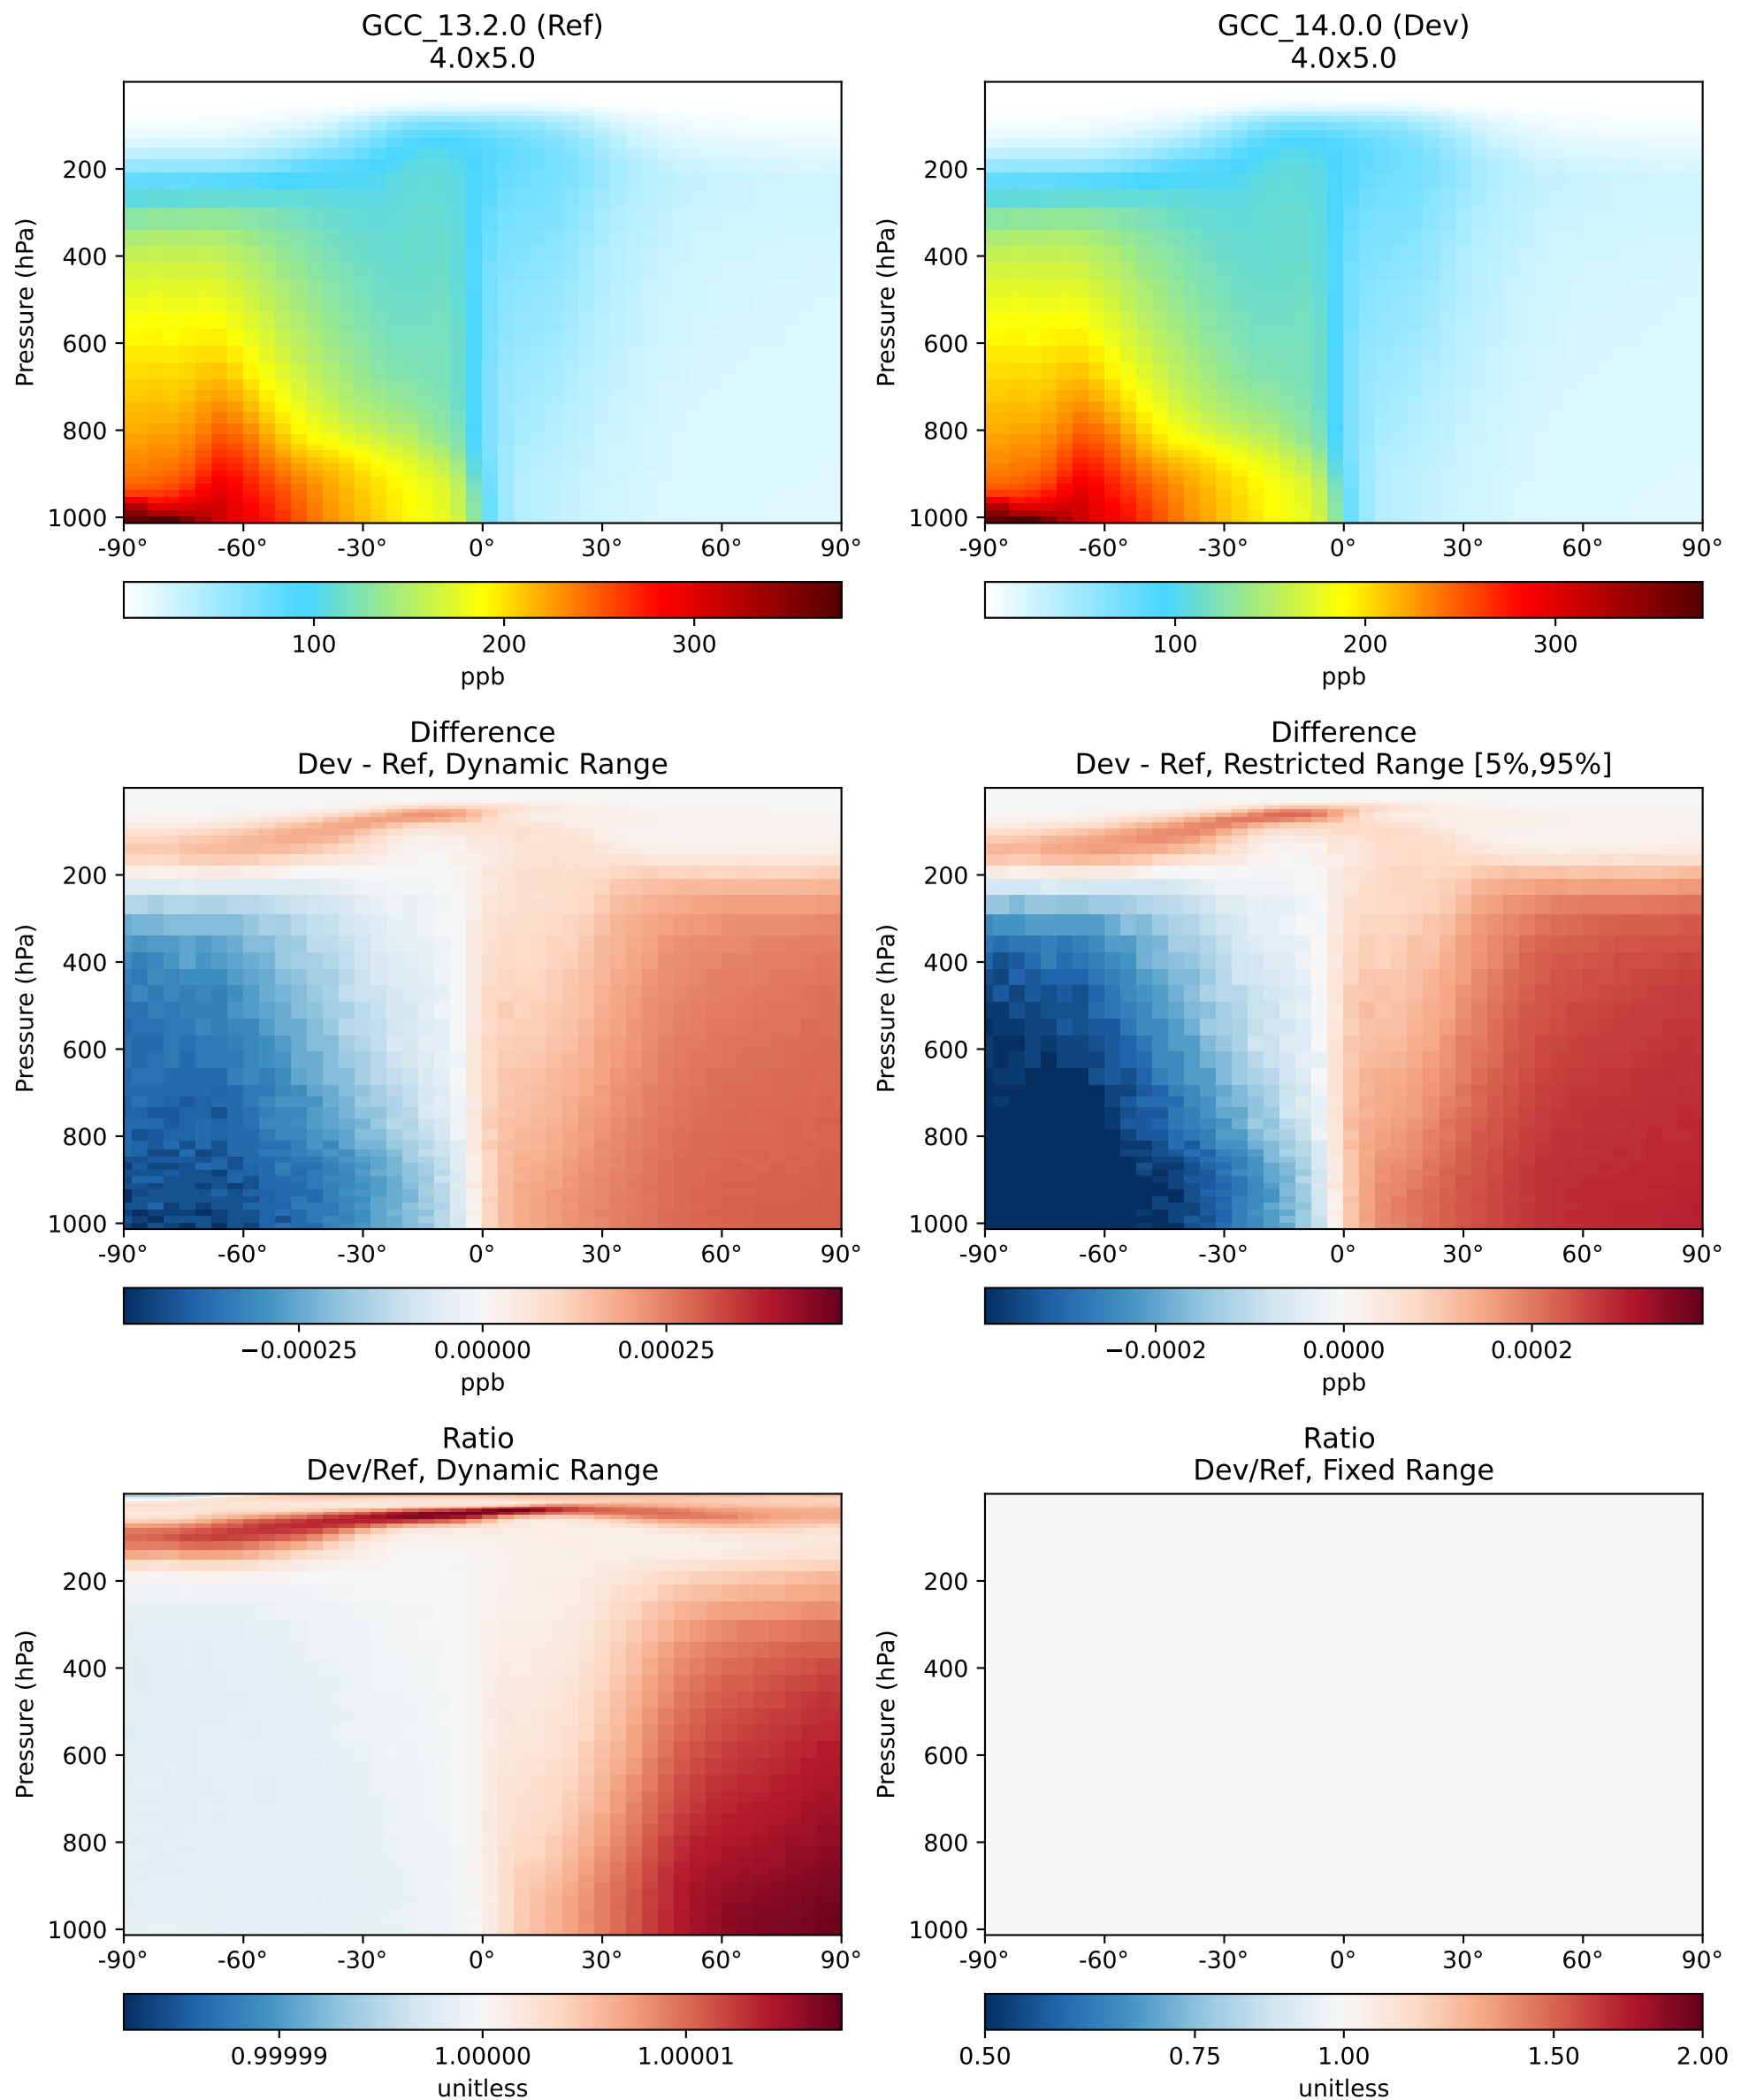 GCC_13.2.0 (Ref)
4.0x5.0
GCC_14.0.0 (Dev)
4.0x5.0
Pressure (hPa)
200
400
600
800
1000
-90° -60° -30° 0° 30° 60° 90°
100 200 300
ppb
Pressure (hPa)
200
400
600
800
1000
-90° -60° -30° 0° 30° 60° 90°
100 200 300
ppb
Difference
Dev - Ref, Dynamic Range
Difference
Dev - Ref, Restricted Range [5%,95%]
Pressure (hPa)
200
400
600
800
1000
-90° -60° -30° 0° 30° 60° 90°
−0.00025 0.00000 0.00025
ppb
Pressure (hPa)
200
400
600
800
1000
-90° -60° -30° 0° 30° 60° 90°
−0.0002 0.0000 0.0002
ppb
Ratio
Dev/Ref, Dynamic Range
Ratio
Dev/Ref, Fixed Range
Pressure (hPa)
200
400
600
800
1000
-90° -60° -30° 0° 30° 60° 90°
0.99999 1.00000 1.00001
unitless
Pressure (hPa)
200
400
600
800
1000
-90° -60° -30° 0° 30° 60° 90°
0.50 0.75 1.00 1.50 2.00
unitless